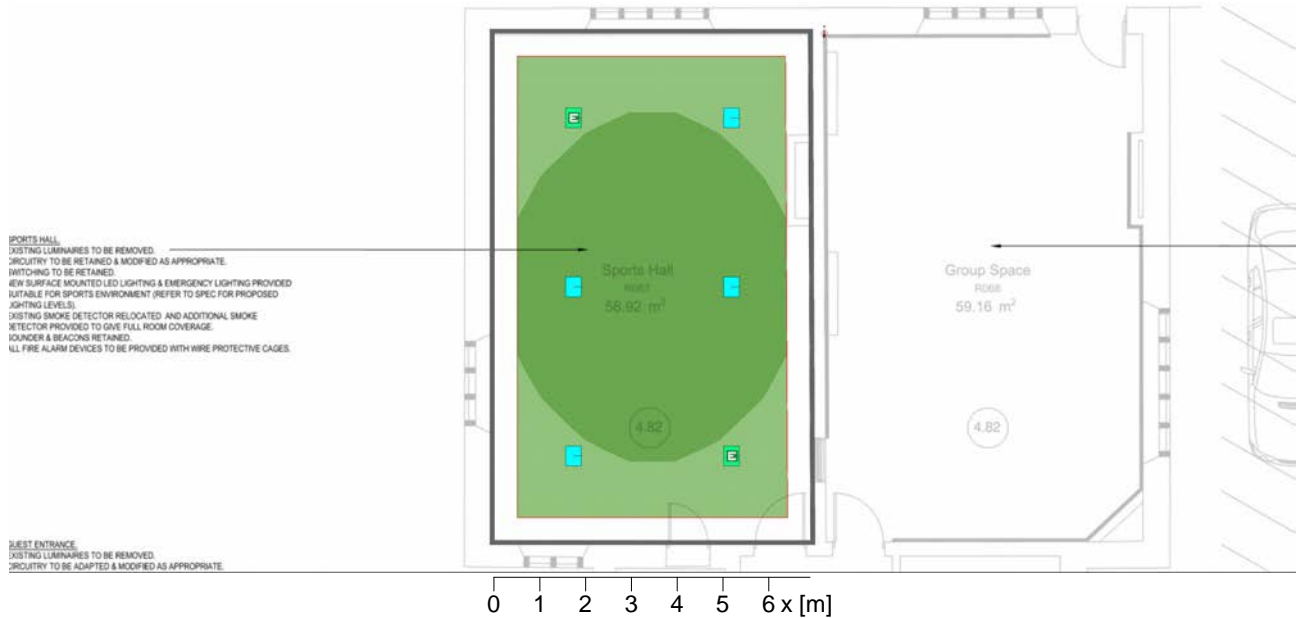 SPORTS HALL.
EXISTING LUMINAIRES TO BE REMOVED.
CIRCUITRY TO BE RETAINED & MODIFIED AS APPROPRIATE.
SWITCHING TO BE RETAINED.
NEW SURFACE MOUNTED LED LIGHTING & EMERGENCY LIGHTING PROVIDED
SUITABLE FOR SPORTS ENVIRONMENT (REFER TO SPEC FOR PROPOSED
LIGHTING LEVELS).
EXISTING SMOKE DETECTOR RELOCATED AND ADDITIONAL SMOKE
DETECTOR PROVIDED TO GIVE FULL ROOM COVERAGE.
SOUNDER & BEACONS RETAINED.
ALL FIRE ALARM DEVICES TO BE PROVIDED WITH WIRE PROTECTIVE CAGES.
GUEST ENTRANCE.
EXISTING LUMINAIRES TO BE REMOVED.
CIRCUITRY TO BE ADAPTED & MODIFIED AS APPROPRIATE.
E
Sports Hall
58.92 m²
4.82
E
Group Space
R068
59.16 m²
4.82
0 1 2 3 4 5 6 x [m]